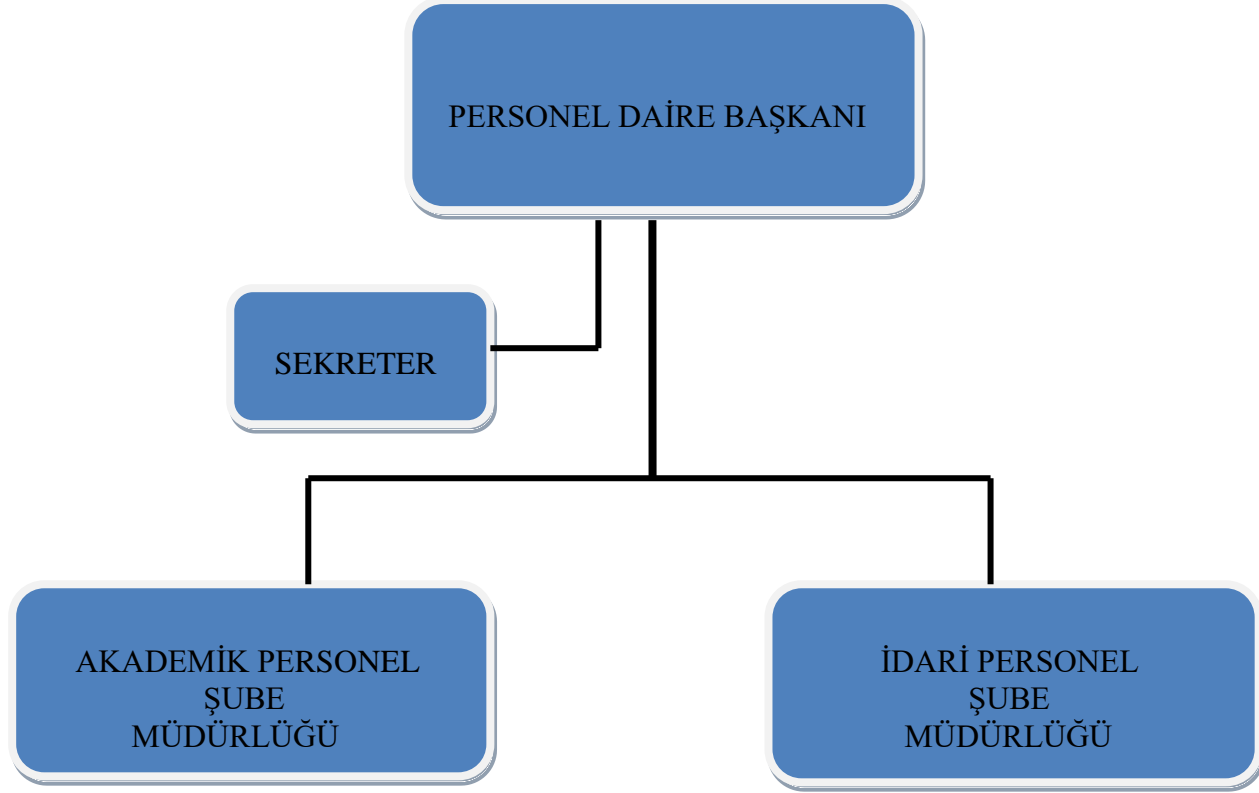 PERSONEL DAİRE BAŞKANI
SEKRETER
AKADEMİK PERSONEL
ŞUBE
MÜDÜRLÜĞÜ
İDARİ PERSONEL
ŞUBE
MÜDÜRLÜĞÜ